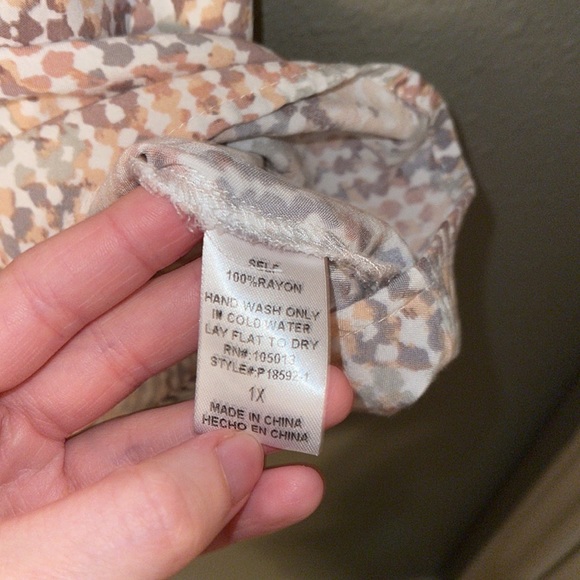 SELF
100%RAYON
HAND WASH ONLY
IN COLD WATER
LAY FLAT TO DRY
RN#:105013
STYLE#:P18592-1
1X
MADE IN CHINA
HECHO EN CHINA